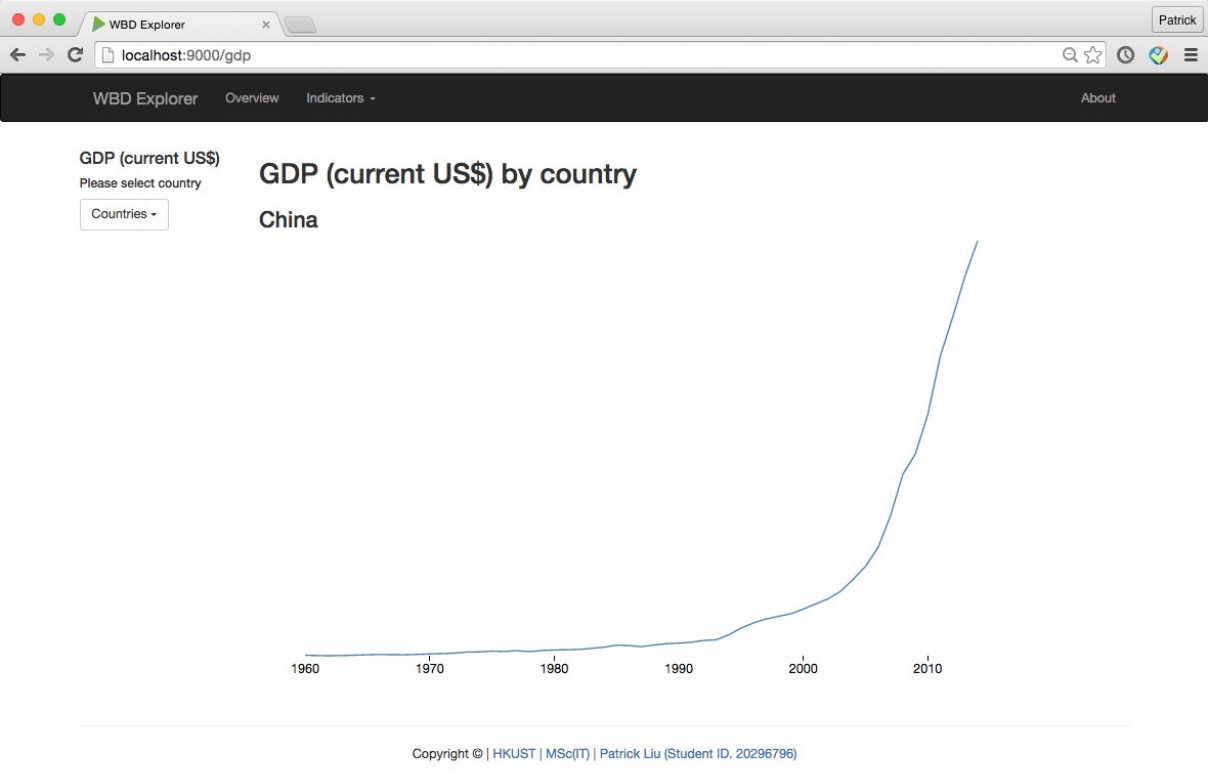 WBD Explorer
Patrick
localhost:9000/gdp
WBD Explorer Overview Indicators About
GDP (current US$)
Please select country
Countries
GDP (current US$) by country
China
1960 1970 1980 1990 2000 2010
Copyright © | HKUST | MSc(IT) | Patrick Liu (Student ID. 20296796)